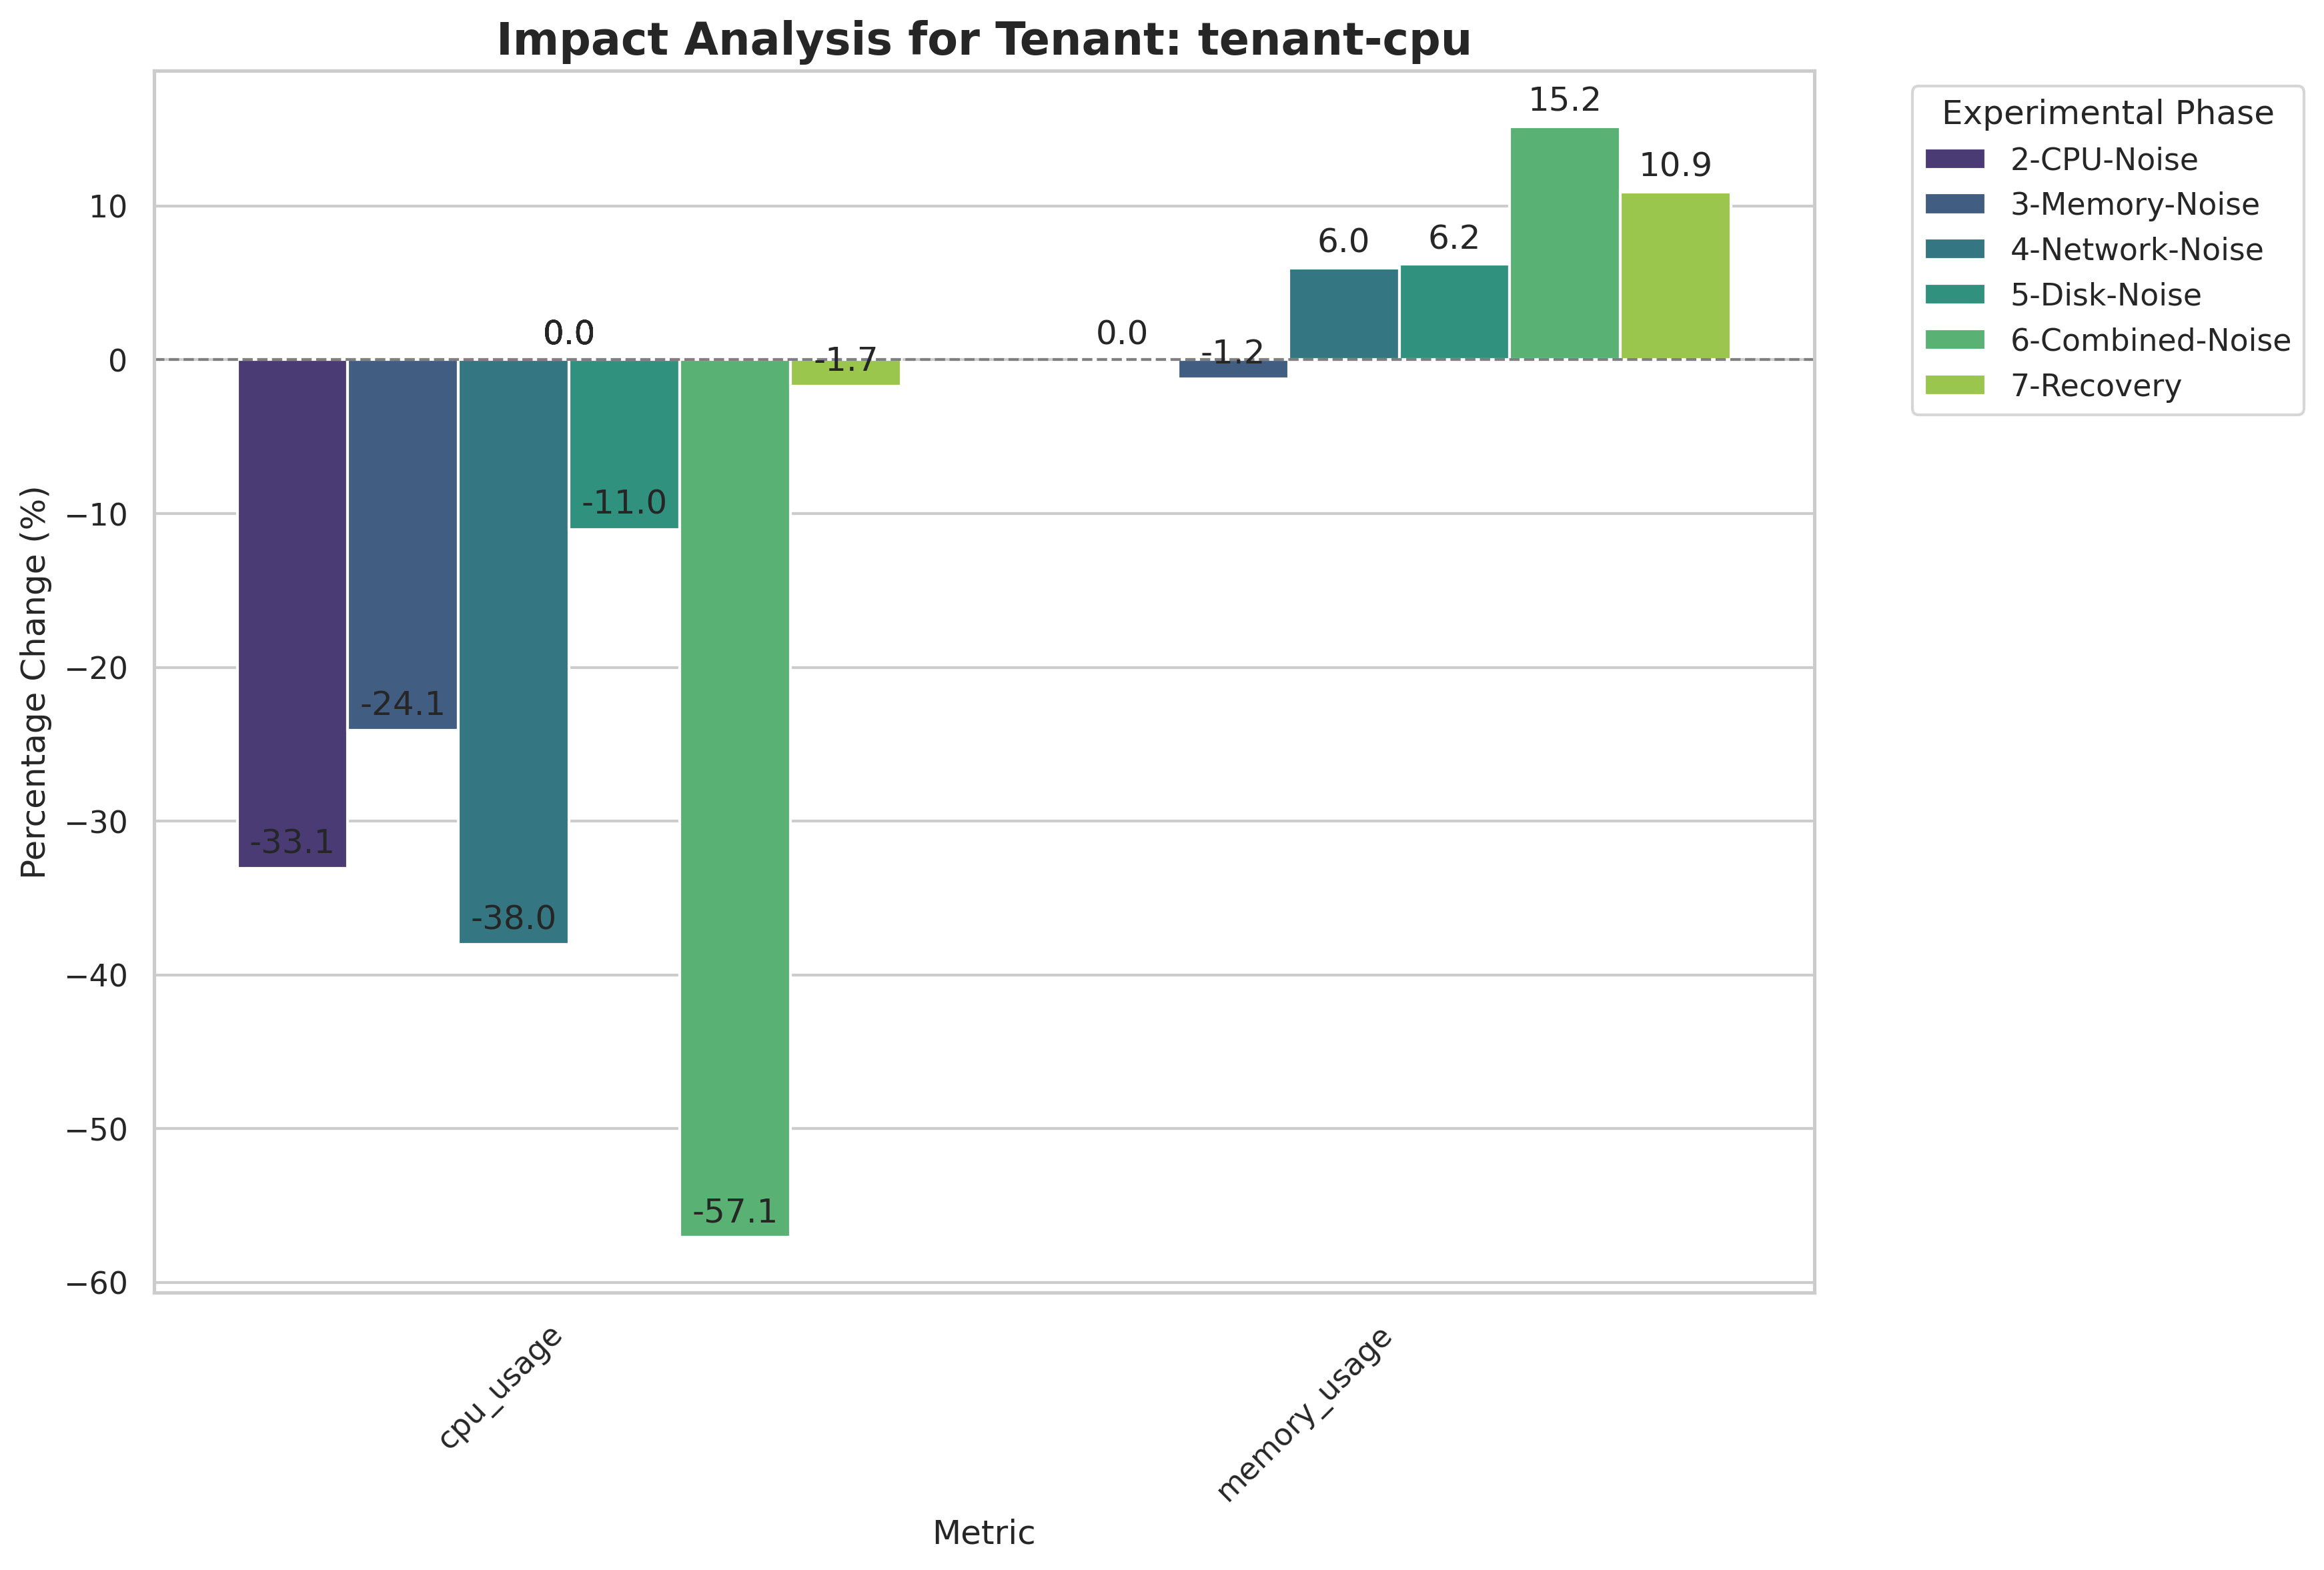 Impact Analysis for Tenant: tenant-cpu
Experimental Phase
2-CPU-Noise
3-Memory-Noise
4-Network-Noise
5-Disk-Noise
6-Combined-Noise
7-Recovery
Percentage Change (%)
10
0
−10
−20
−30
−40
−50
−60
-33.1
-24.1
-38.0
0.0
-11.0
-57.1
-1.7
0.0
-1.2
6.0
6.2
15.2
10.9
cpu_usage
memory_usage
Metric